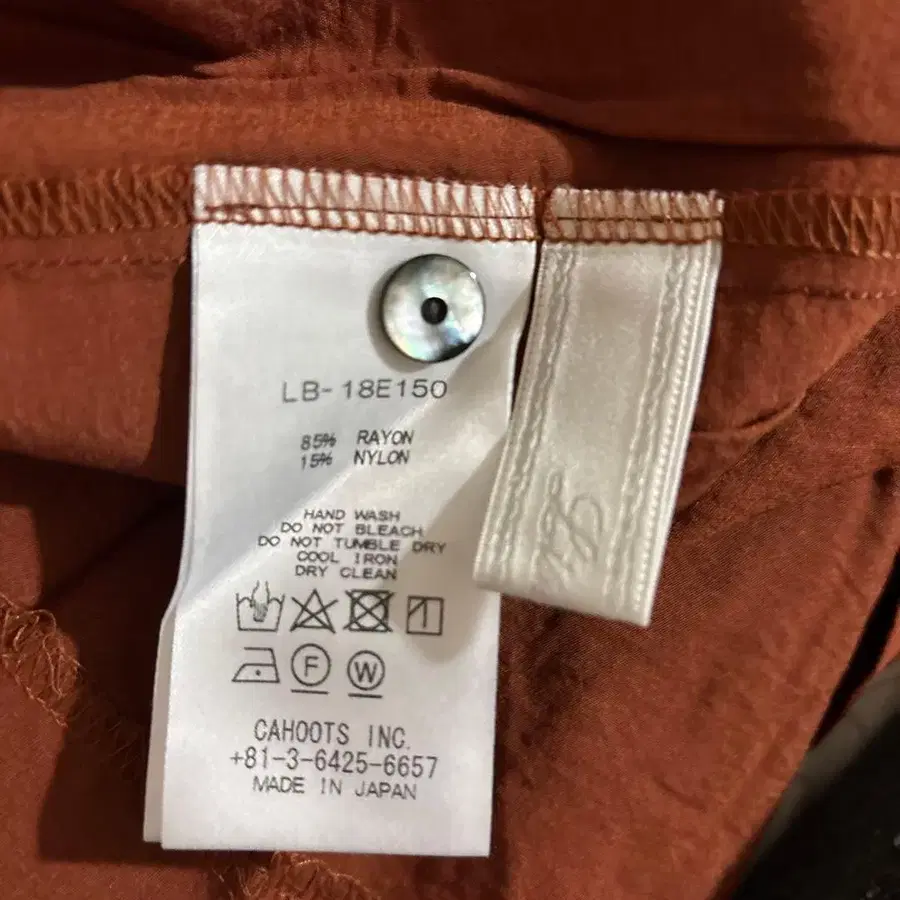 LB-18E150
85% RAYON
15% NYLON
HAND WASH
DO NOT BLEACH
DO NOT TUMBLE DRY
COOL IRON
DRY CLEAN
F
W
CAHOOTS INC.
+81-3-6425-6657
MADE IN JAPAN